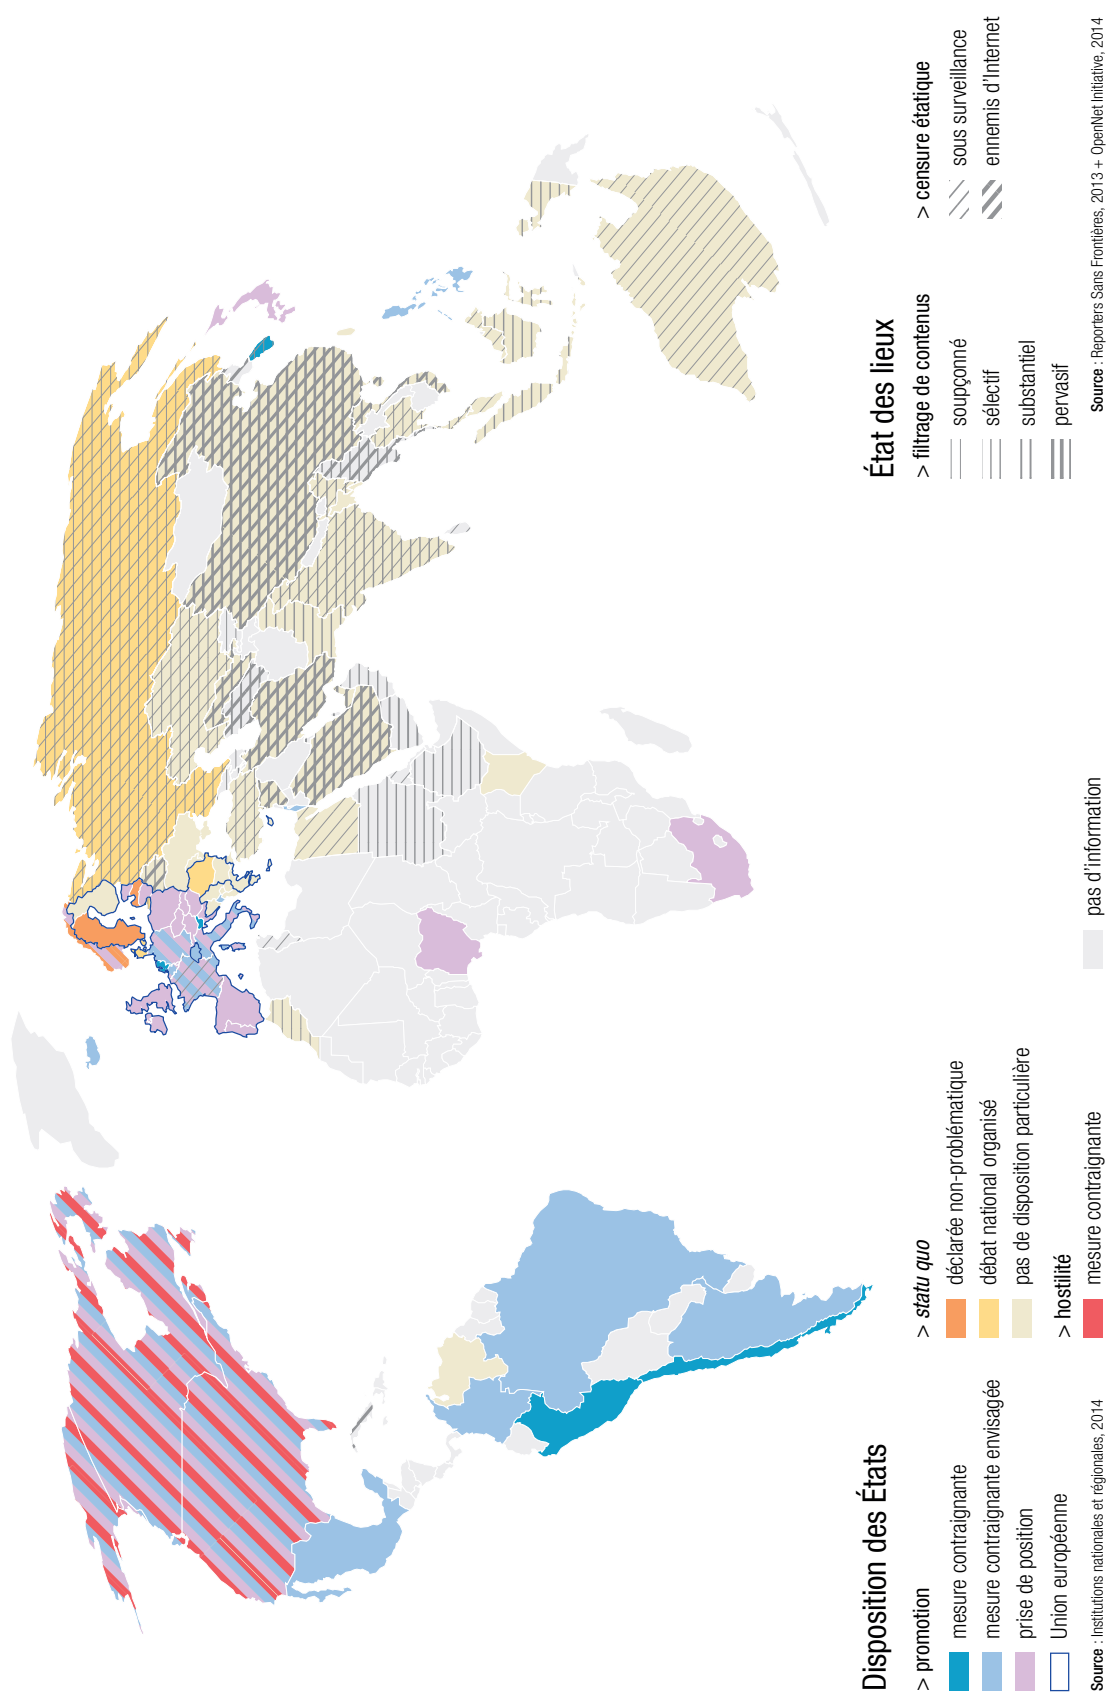 Disposition des États
> promotion
mesure contraignante
mesure contraignante envisagée
prise de position
Union européenne
> statu quo
déclarée non-problématique
débat national organisé
pas de disposition particulière
> hostilité
mesure contraignante
Source : Institutions nationales et régionales, 2014
pas d'information
État des lieux
> filtrage de contenus
soupçonné
sélectif
substantiel
pervasif
> censure étatique
sous surveillance
ennemis d'Internet
Source : Reporters Sans Frontières, 2013 + OpenNet Initiative, 2014